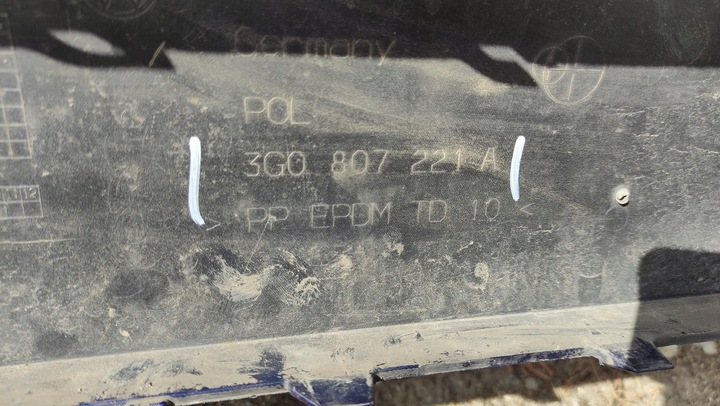 Germany
POL
3G0 807 221 A
> PP EPDM TD 10 <